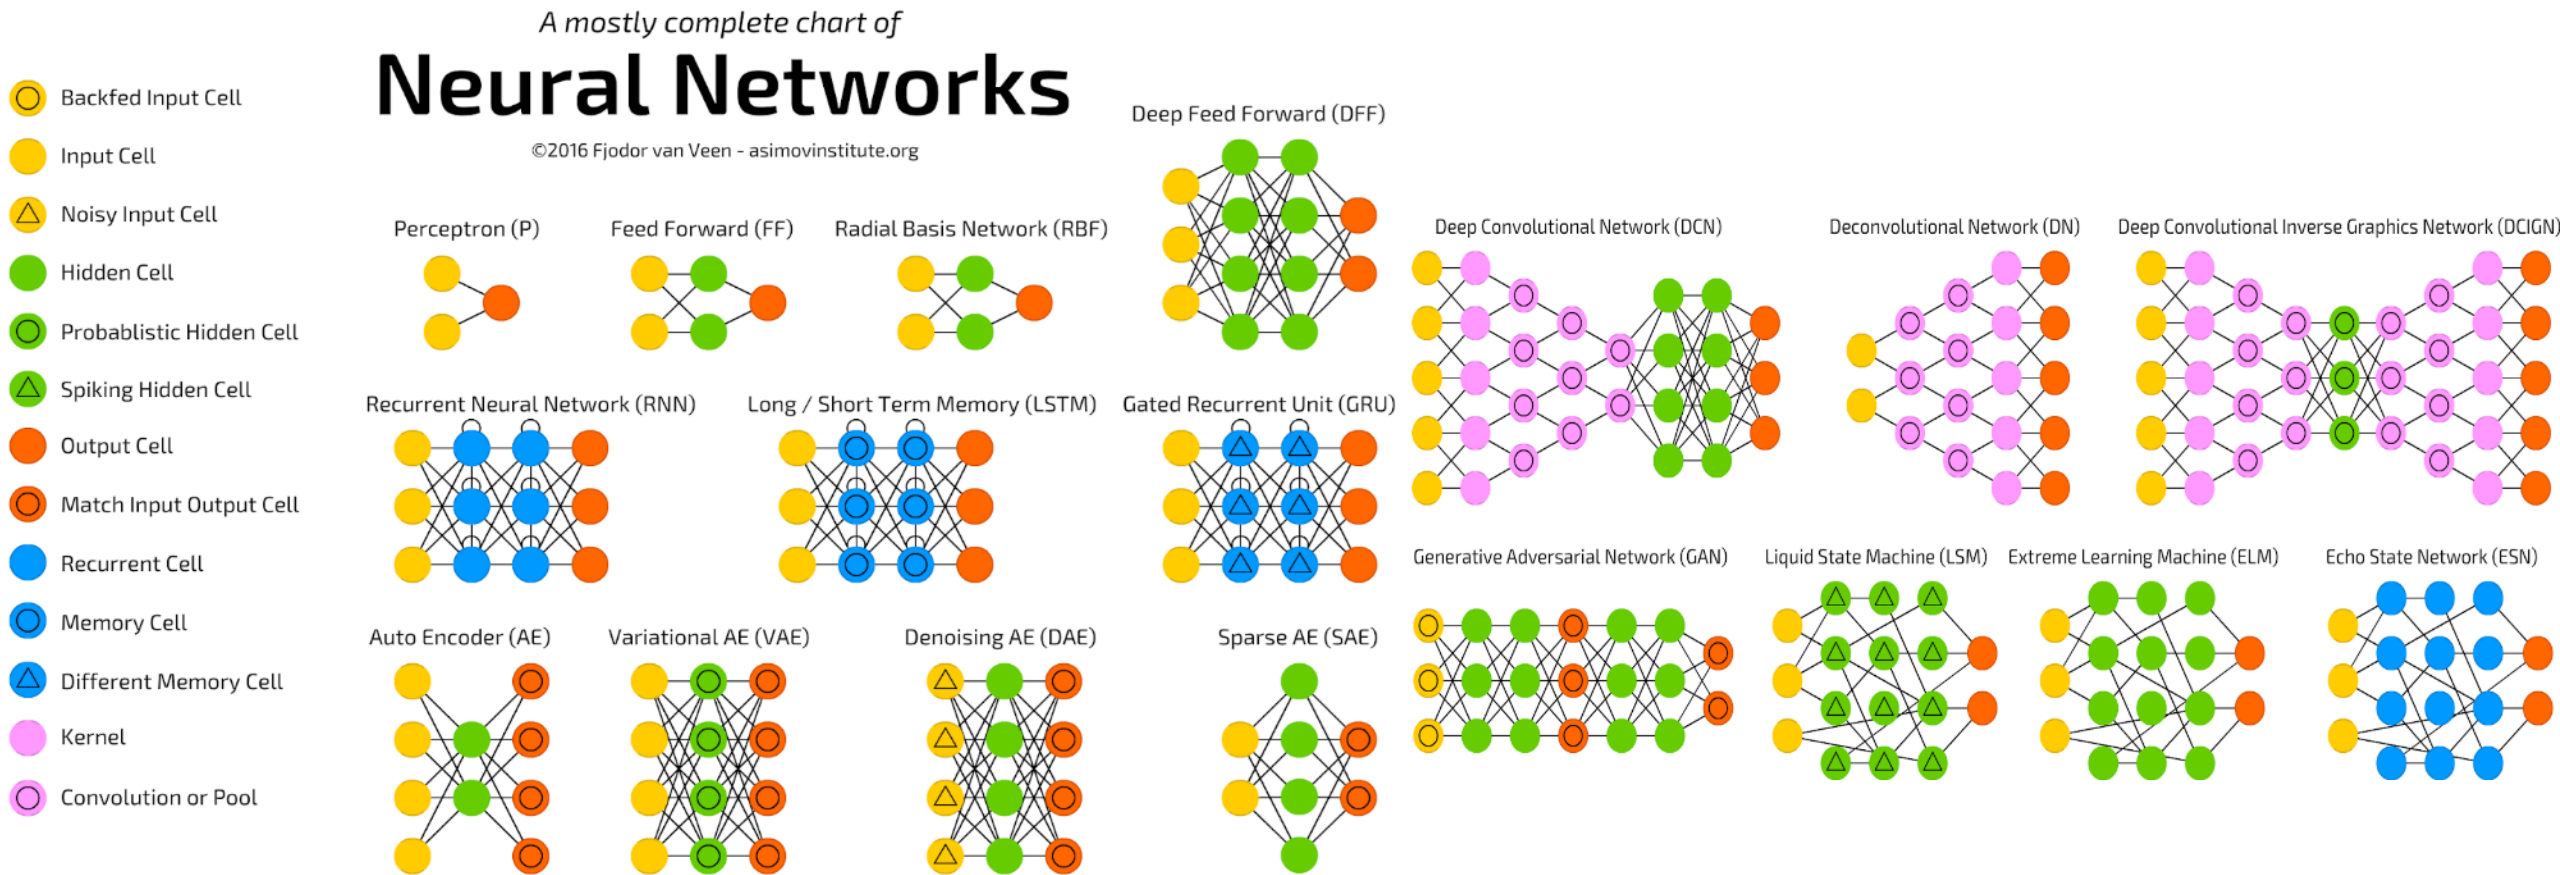 A mostly complete chart of
Neural Networks
©2016 Fjodor van Veen - asimovinstitute.org
Backfed Input Cell
Input Cell
Noisy Input Cell
Hidden Cell
Probablistic Hidden Cell
Spiking Hidden Cell
Output Cell
Match Input Output Cell
Recurrent Cell
Memory Cell
Different Memory Cell
Kernel
Convolution or Pool
Perceptron (P)
Feed Forward (FF)
Radial Basis Network (RBF)
Deep Feed Forward (DFF)
Recurrent Neural Network (RNN)
Long / Short Term Memory (LSTM)
Gated Recurrent Unit (GRU)
Auto Encoder (AE)
Variational AE (VAE)
Denoising AE (DAE)
Sparse AE (SAE)
Deep Convolutional Network (DCN)
Deconvolutional Network (DN)
Deep Convolutional Inverse Graphics Network (DCIGN)
Generative Adversarial Network (GAN)
Liquid State Machine (LSM)
Extreme Learning Machine (ELM)
Echo State Network (ESN)